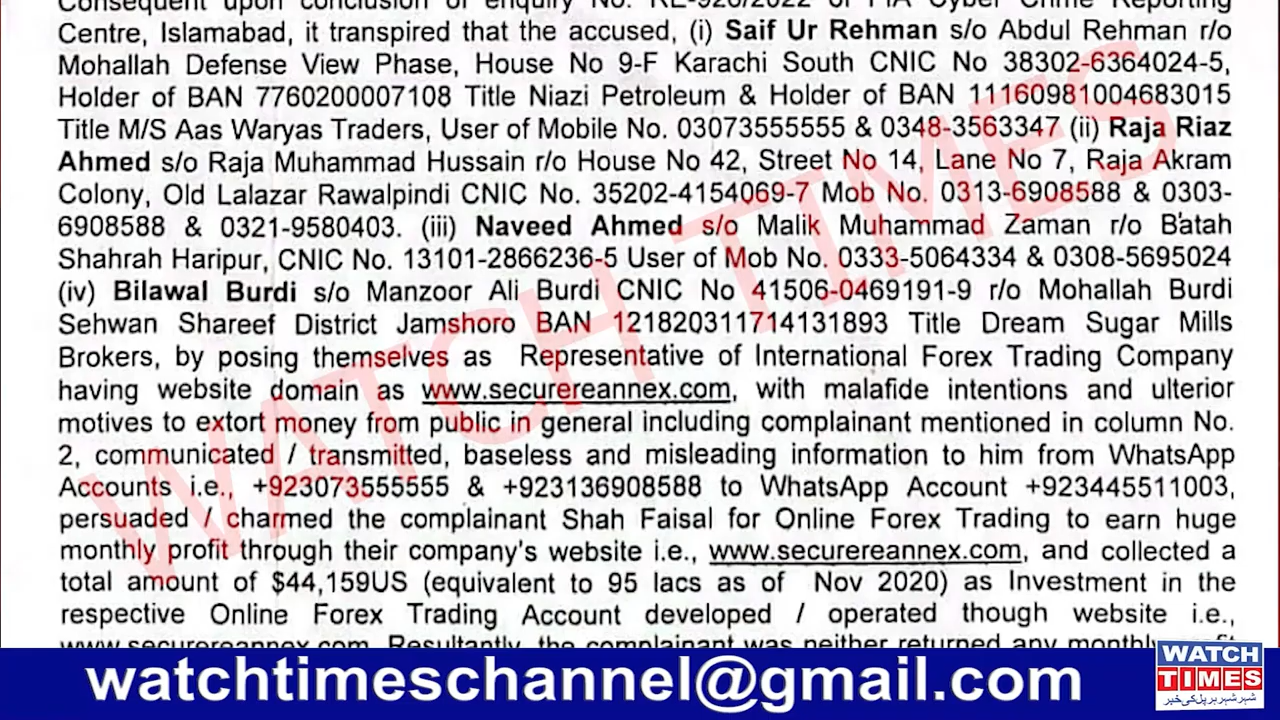 Consequent upon conclusion of enquiry No. RE-926/2022 of FIA Cyber Crime Reporting
Centre, Islamabad, it transpired that the accused, (i) Saif Ur Rehman s/o Abdul Rehman r/o
Mohallah Defense View Phase, House No 9-F Karachi South CNIC No 38302-6364024-5,
Holder of BAN 7760200007108 Title Niazi Petroleum & Holder of BAN 11160981004683015
Title M/S Aas Waryas Traders, User of Mobile No. 03073555555 & 0348-3563347 (ii) Raja Riaz
Ahmed s/o Raja Muhammad Hussain r/o House No 42, Street No 14, Lane No 7, Raja Akram
Colony, Old Lalazar Rawalpindi CNIC No. 35202-4154069-7 Mob No. 0313-6908588 & 0303-
6908588 & 0321-9580403. (iii) Naveed Ahmed s/o Malik Muhammad Zaman r/o Batah
Shahrah Haripur, CNIC No. 13101-2866236-5 User of Mob No. 0333-5064334 & 0308-5695024
(iv) Bilawal Burdi s/o Manzoor Ali Burdi CNIC No 41506-0469191-9 r/o Mohallah Burdi
Sehwan Shareef District Jamshoro BAN 121820311714131893 Title Dream Sugar Mills
Brokers, by posing themselves as Representative of International Forex Trading Company
having website domain as www.securereannex.com, with malafide intentions and ulterior
motives to extort money from public in general including complainant mentioned in column No.
2, communicated / transmitted, baseless and misleading information to him from WhatsApp
Accounts i.e., +923073555555 & +923136908588 to WhatsApp Account +923445511003,
persuaded / charmed the complainant Shah Faisal for Online Forex Trading to earn huge
monthly profit through their company's website i.e., www.securereannex.com, and collected a
total amount of $44,159US (equivalent to 95 lacs as of Nov 2020) as Investment in the
respective Online Forex Trading Account developed / operated though website i.e.,
www.securereannex.com. Resultantly, the complainant was neither returned any monthly profit
WATCH TIMES
watchtimeschannel@gmail.com
WATCH
TIMES
شہر شہر ہر پل کی خبر